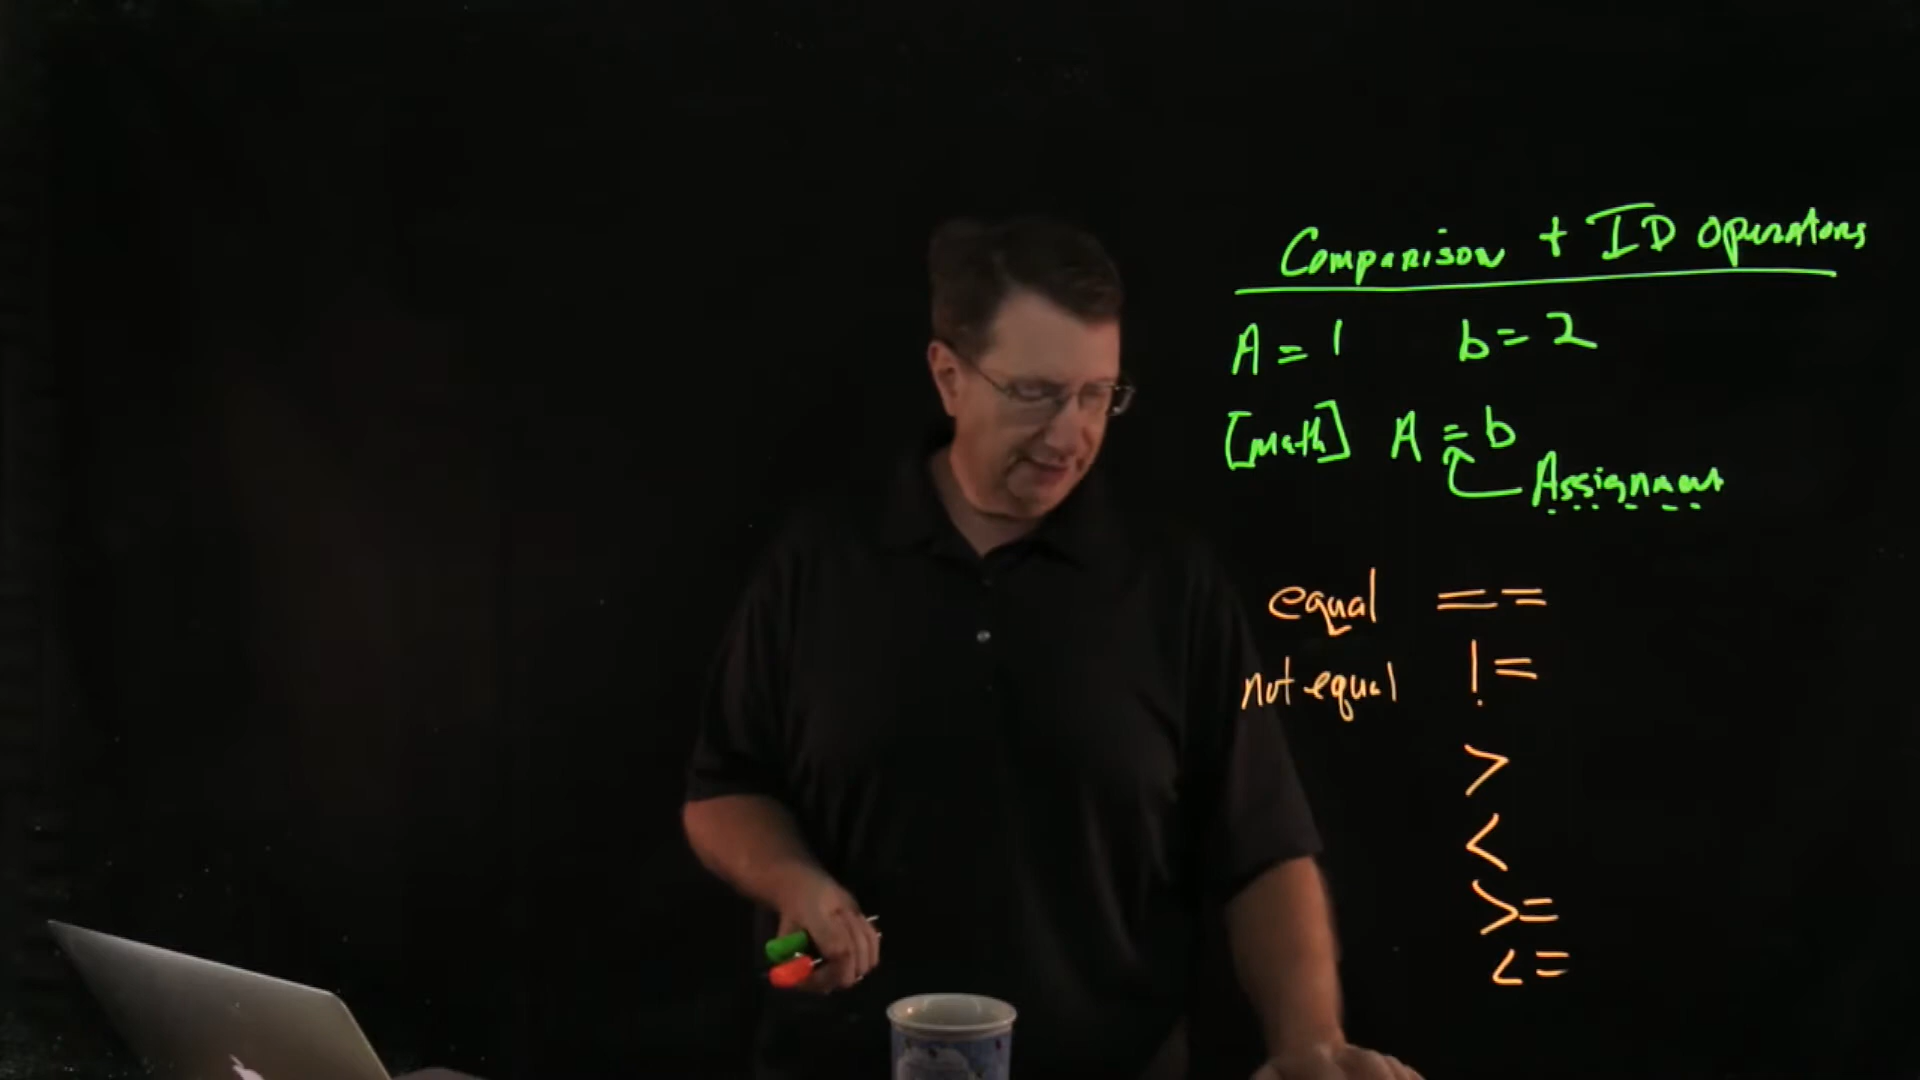 Comparison + ID operators
A = 1 b = 2
[math] A = b
Assignment
equal ==
not equal !=
>
<
>=
<=